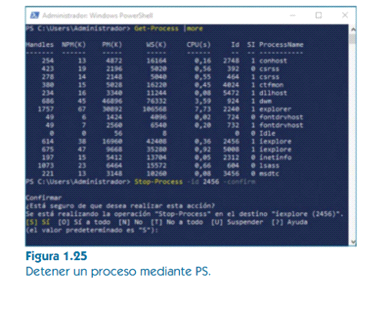 Administrador: Windows PowerShell
PS C:\Users\Administrador> Get-Process |more
Handles NPM(K) PM(K) WS(K) CPU(s) Id SI ProcessName
254 13 4872 16164 0,16 2748 1 conhost
423 19 2196 5020 0,56 392 0 csrss
278 14 2148 5040 0,55 464 1 csrss
380 15 5028 16220 0,45 4024 1 ctfmon
234 16 3340 11244 0,08 5472 1 dllhost
686 45 46896 76332 3,59 924 1 dwm
1757 67 30092 106568 7,73 2148 1 explorer
49 6 1424 4096 0,02 724 0 fontdrvhost
49 7 2560 6540 0,20 732 1 fontdrvhost
0 0 56 8 0 0 Idle
614 38 16960 42408 0,36 2456 1 iexplore
675 47 9668 35280 0,92 5008 1 iexplore
197 15 5412 13704 0,05 2312 0 inetinfo
1073 23 6464 15572 0,66 604 0 lsass
221 13 3148 10260 0,08 3456 0 msdtc
PS C:\Users\Administrador> Stop-Process -id 2456 -confirm
Confirmar
¿Está seguro de que desea realizar esta acción?
Se está realizando la operación "Stop-Process" en el destino "iexplore (2456)".
[S] Sí [O] Sí a todo [N] No [T] No a todo [U] Suspender [?] Ayuda
(el valor predeterminado es "S"):
Figura 1.25
Detener un proceso mediante PS.